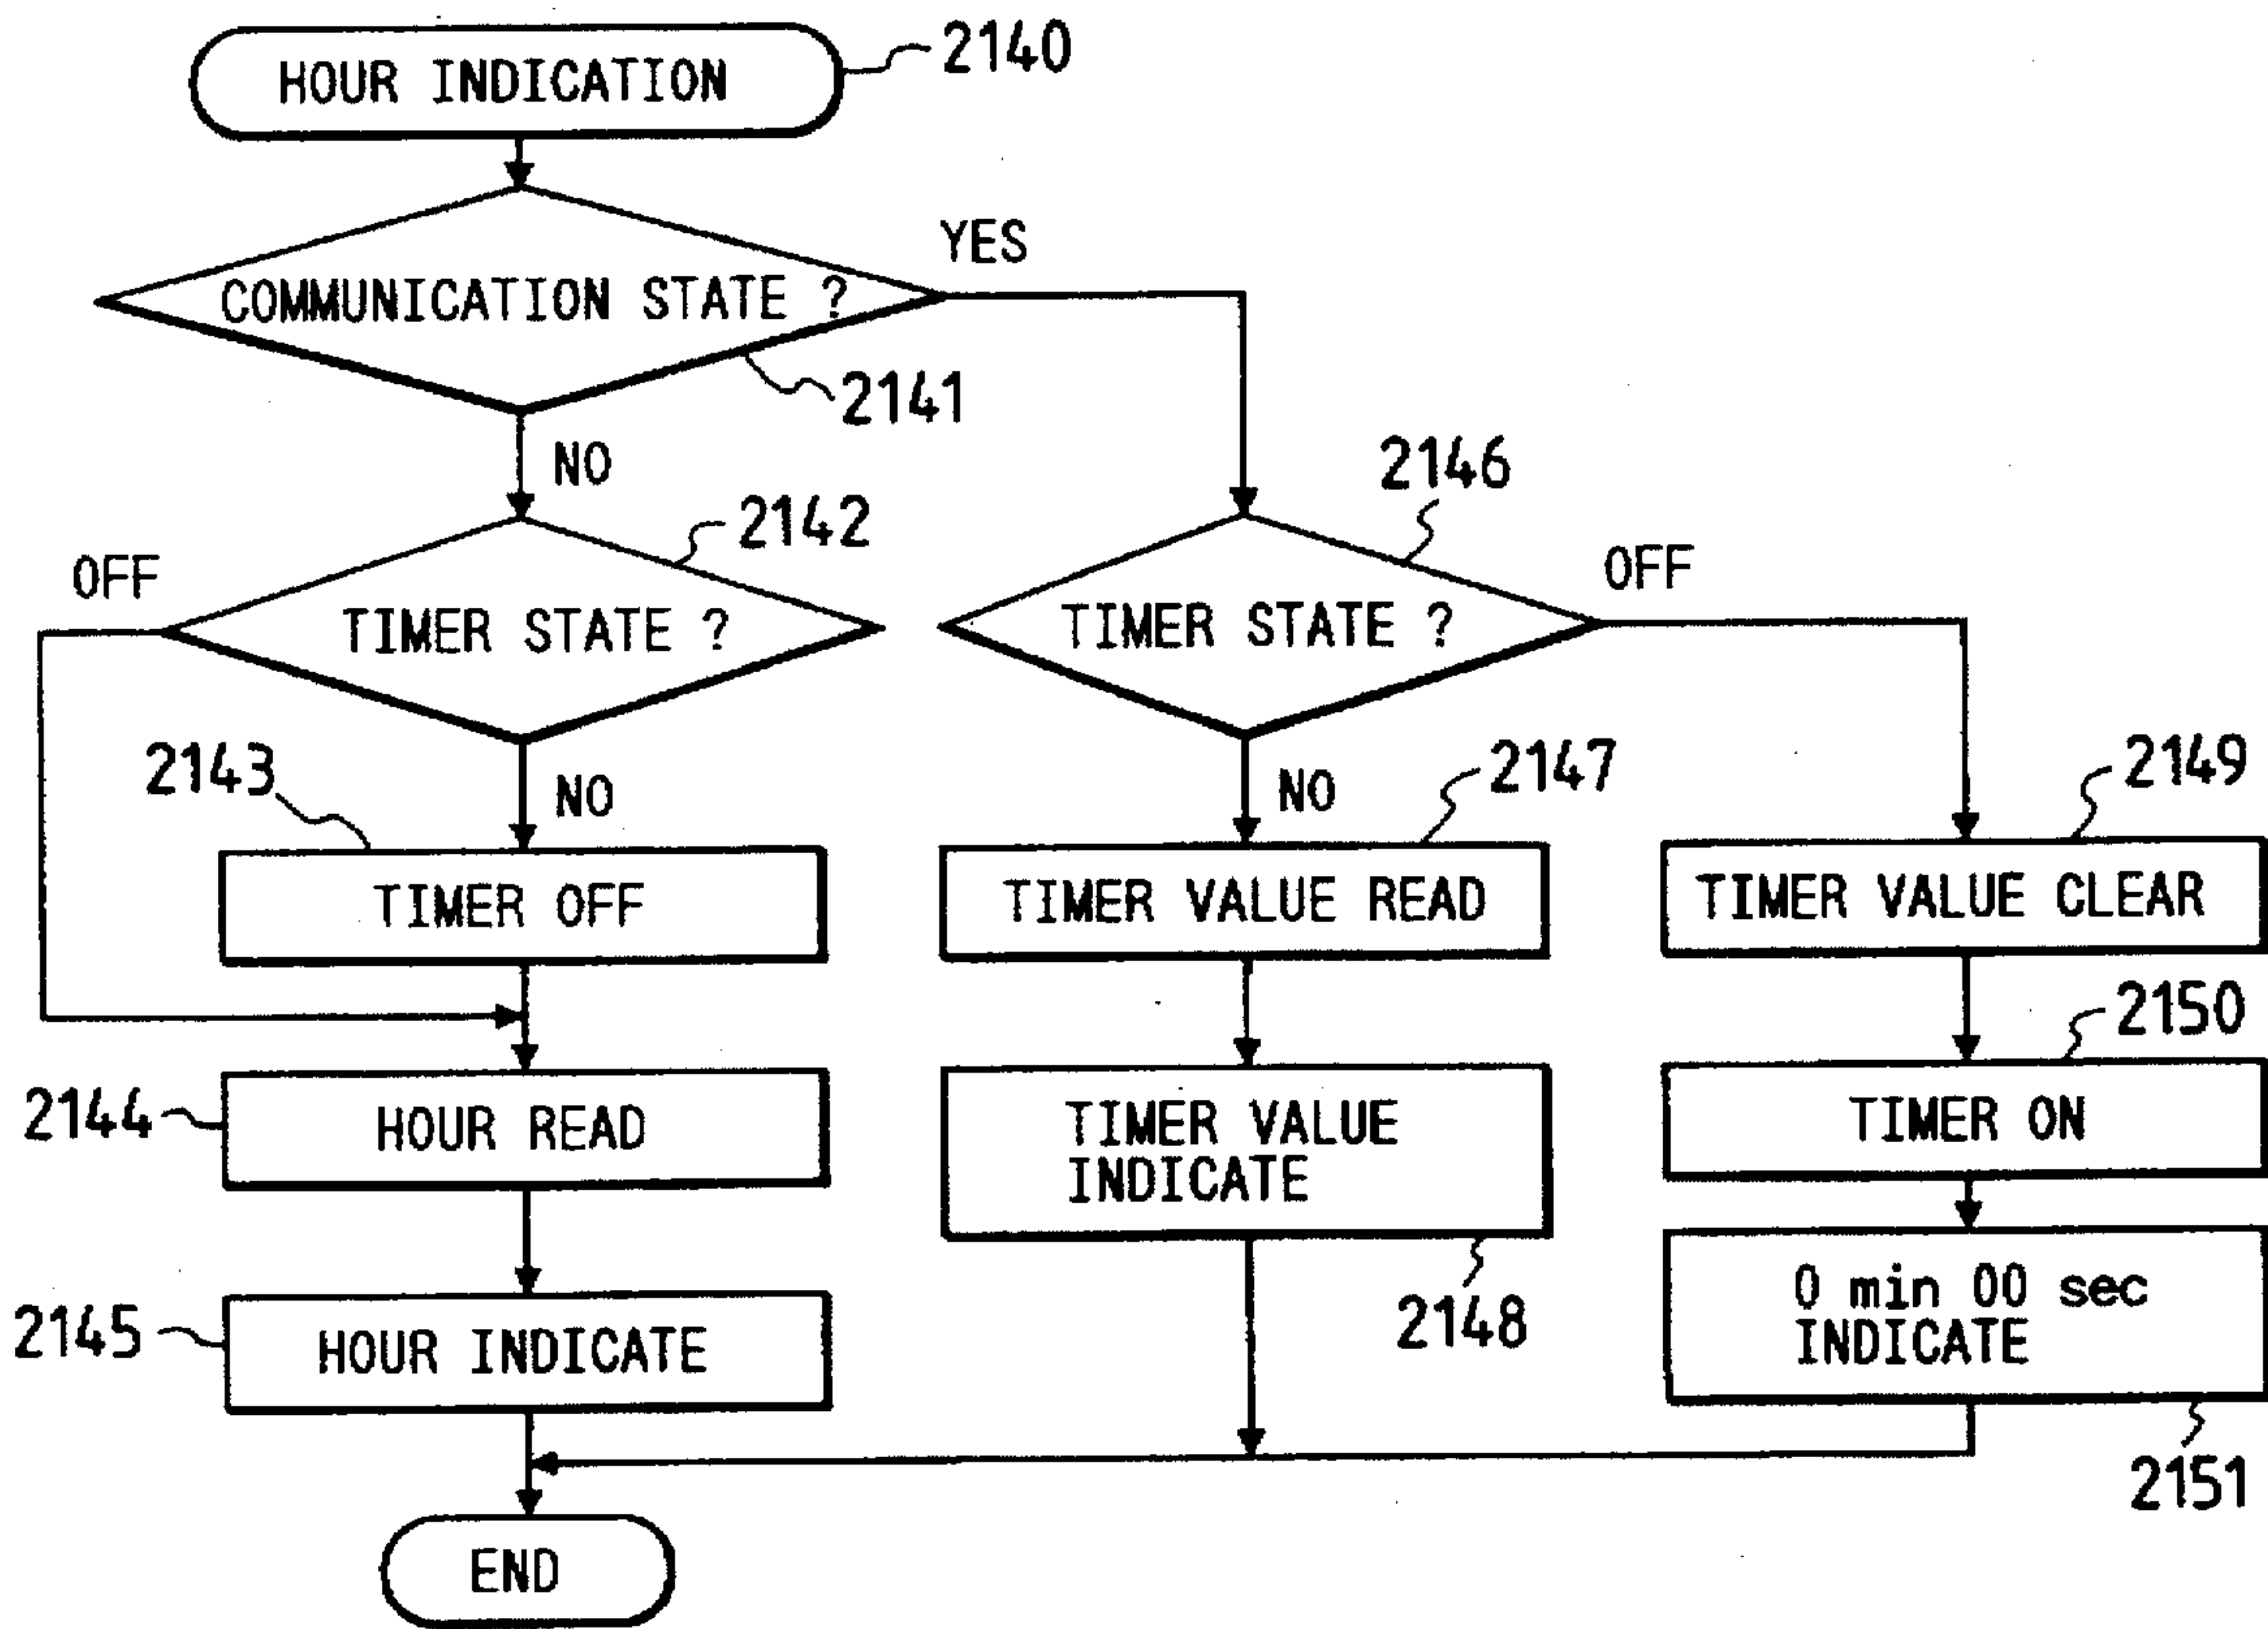 HOUR INDICATION
2140
COMMUNICATION STATE ?
YES
2141
NO
2142
2146
OFF
TIMER STATE ?
TIMER STATE ?
OFF
2143
NO
NO
2147
2149
TIMER OFF
TIMER VALUE READ
TIMER VALUE CLEAR
2150
2144
HOUR READ
TIMER VALUE
INDICATE
TIMER ON
2145
HOUR INDICATE
2148
0 min 00 sec
INDICATE
2151
END